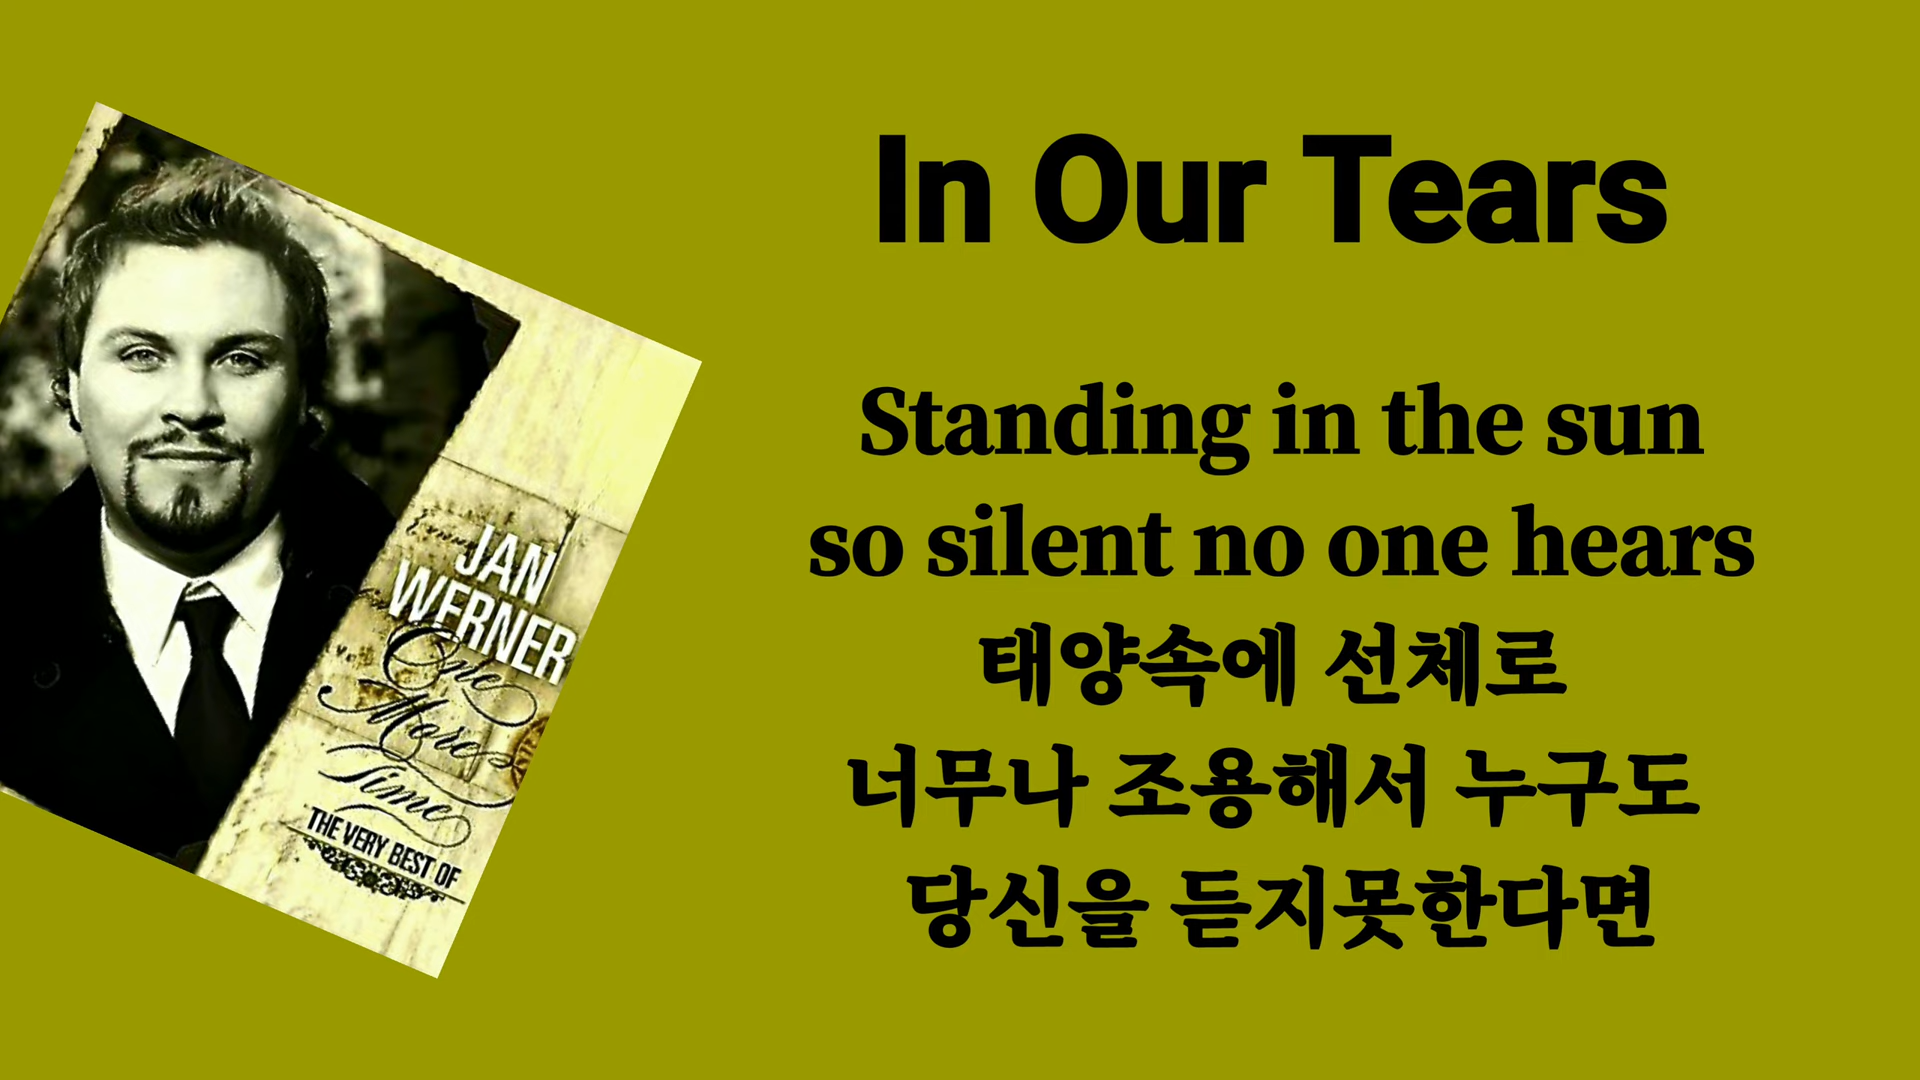 In Our Tears
Standing in the sun
so silent no one hears
태양속에 선체로
너무나 조용해서 누구도
당신을 듣지못한다면
JAN
WERNER
One
More
Time
THE VERY BEST OF